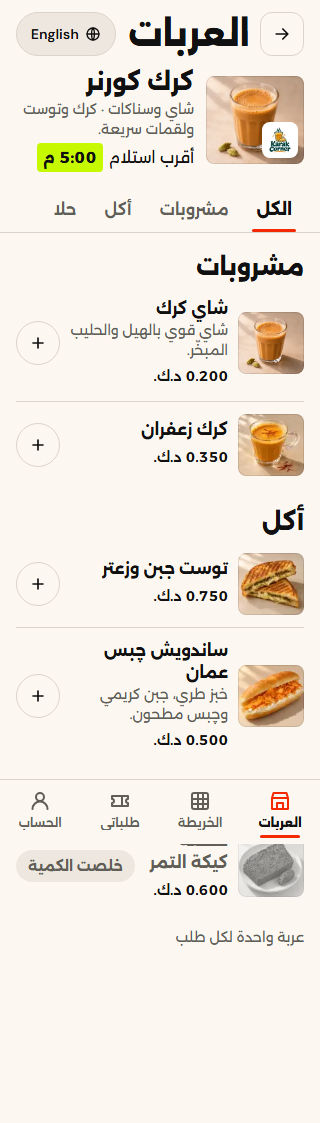 العربات
English
كرك كورنر
شاي وسناكات · كرك وتوست
ولقمات سريعة.
أقرب استلام 5:00 م
Karak
Corner
الكل
مشروبات
أكل
حلا
مشروبات
شاي كرك
شاي قوي بالهيل والحليب
المبخّر.
0.200 د.ك.
كرك زعفران
0.350 د.ك.
أكل
توست جبن وزعتر
0.750 د.ك.
ساندويش چبس
عمان
خبز طري، جبن كريمي
وچبس مطحون.
0.500 د.ك.
العربات
الخريطة
طلباتي
الحساب
كيكة التمر
خلصت الكمية
0.600 د.ك.
عربة واحدة لكل طلب